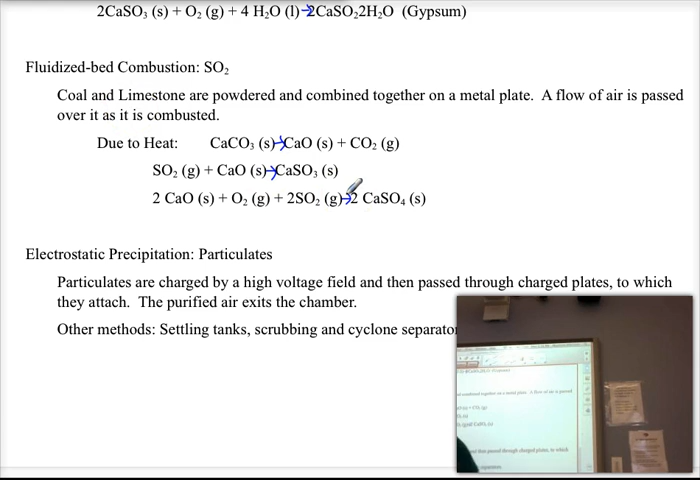 2CaSO₃ (s) + O₂ (g) + 4 H₂O (l)→2CaSO₂2H₂O (Gypsum)
Fluidized-bed Combustion: SO₂
Coal and Limestone are powdered and combined together on a metal plate. A flow of air is passed
over it as it is combusted.
Due to Heat: CaCO₃ (s)→CaO (s) + CO₂ (g)
SO₂ (g) + CaO (s)→CaSO₃ (s)
2 CaO (s) + O₂ (g) + 2SO₂ (g)→2 CaSO₄ (s)
Electrostatic Precipitation: Particulates
Particulates are charged by a high voltage field and then passed through charged plates, to which
they attach. The purified air exits the chamber.
Other methods: Settling tanks, scrubbing and cyclone separato